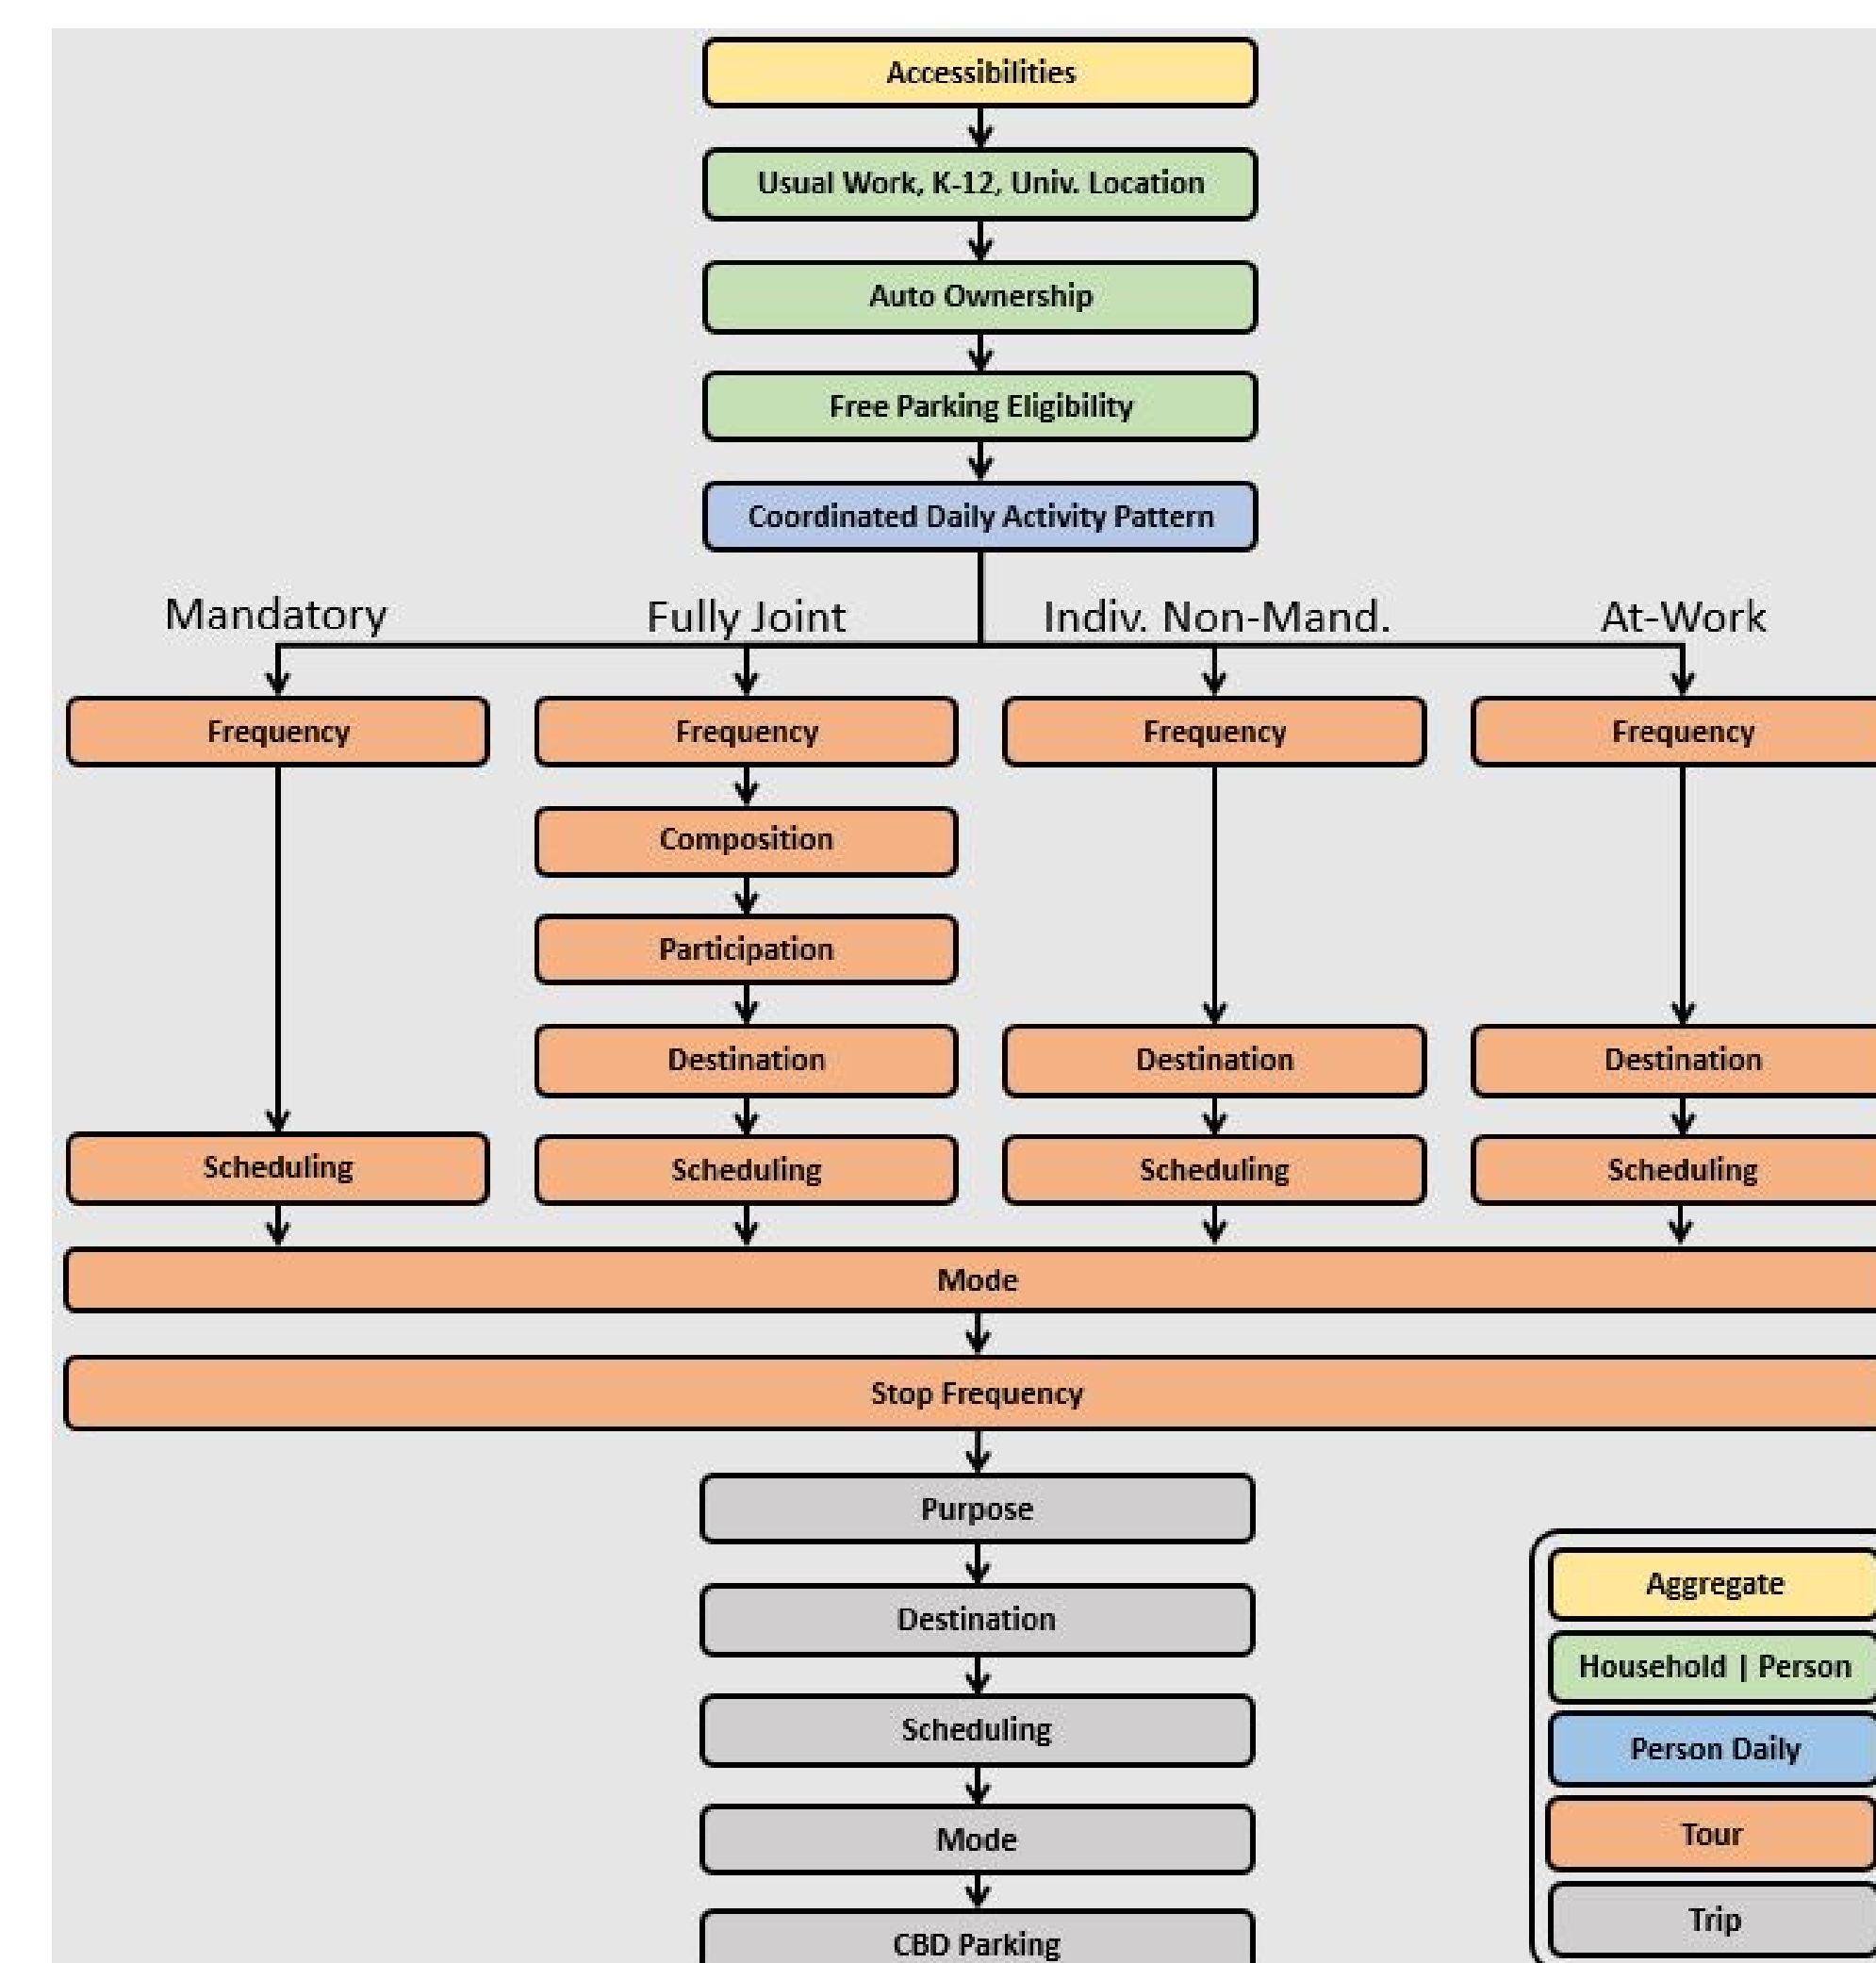 Accessibilities
Usual Work, K-12, Univ. Location
Auto Ownership
Free Parking Eligibility
Coordinated Daily Activity Pattern
Mandatory
Fully Joint
Indiv. Non-Mand.
At-Work
Frequency
Frequency
Frequency
Frequency
Composition
Participation
Destination
Destination
Destination
Scheduling
Scheduling
Scheduling
Scheduling
Mode
Stop Frequency
Purpose
Destination
Scheduling
Mode
CBD Parking
Aggregate
Household | Person
Person Daily
Tour
Trip